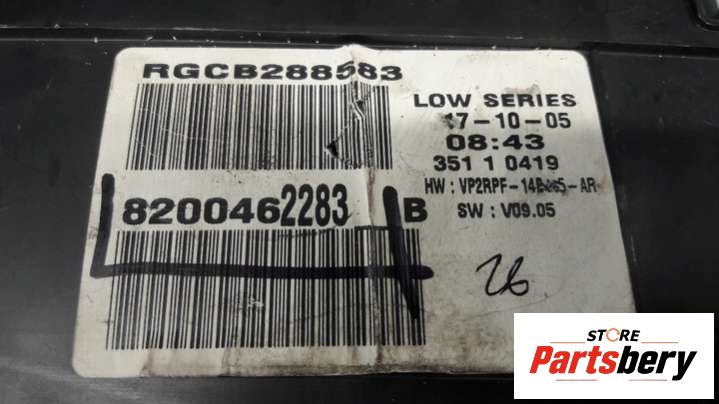 RGCB288583
LOW SERIES
17-10-05
08:43
351 1 0419
HW : VP2RPF-14B265-AR
SW : V09.05
8200462283 B
26
STORE
Partsbery